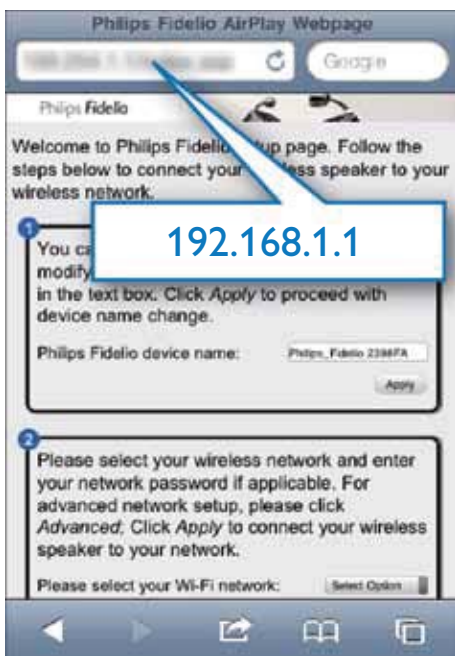 Philips Fidelio AirPlay Webpage
Google
Philips Fidelio
Welcome to Philips Fidelio up page. Follow the
steps below to connect your ess speaker to your
wireless network.
192.168.1.1
1
You ca
modify
in the text box. Click Apply to proceed with
device name change.
Philips Fidelio device name: Philips_Fidelio 2398FA
Apply
2
Please select your wireless network and enter
your network password if applicable. For
advanced network setup, please click
Advanced; Click Apply to connect your wireless
speaker to your network.
Please select your Wi-Fi network: Select Option